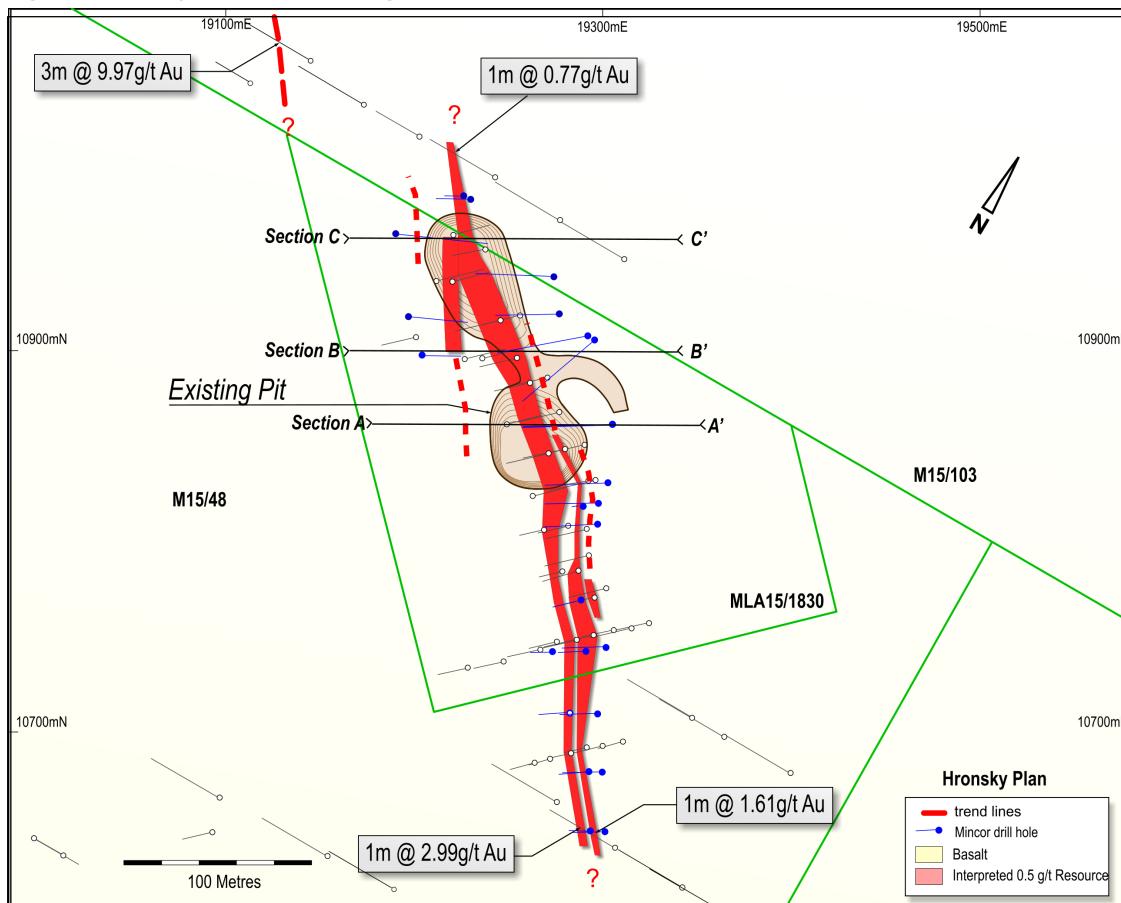 19100mE
19300mE
19500mE
3m @ 9.97g/t Au
1m @ 0.77g/t Au
?
?
N
Section C
C'
10900mN
10900mN
Section B
B'
Existing Pit
Section A
A'
M15/48
M15/103
MLA15/1830
10700mN
10700mN
Hronsky Plan
trend lines
Mincor drill hole
Basalt
Interpreted 0.5 g/t Resource
1m @ 1.61g/t Au
1m @ 2.99g/t Au
?
100 Metres